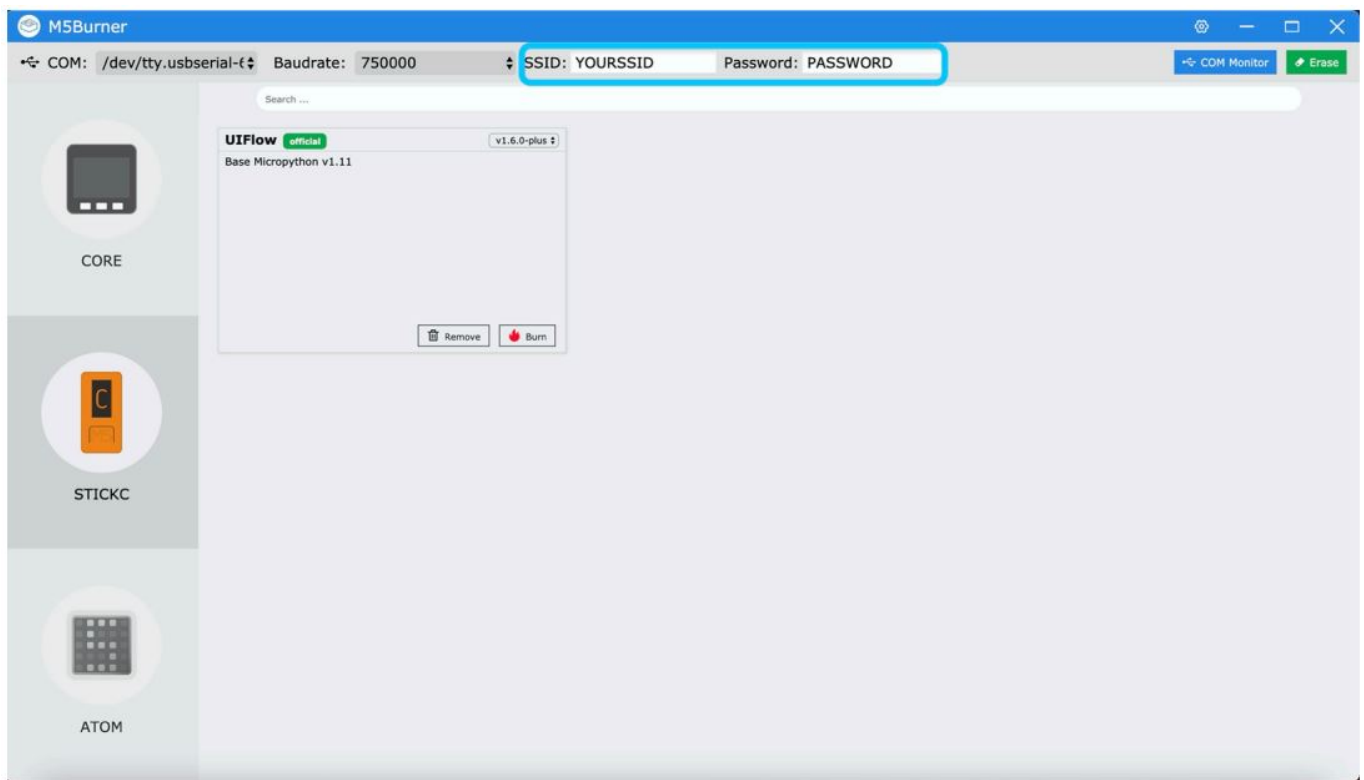 M5Burner
COM: /dev/tty.usbserial-6 Baudrate: 750000 SSID: YOURSSID Password: PASSWORD COM Monitor Erase
Search ...
UIFlow official v1.6.0-plus
Base Micropython v1.11
CORE
Remove Burn
C
STICKC
ATOM